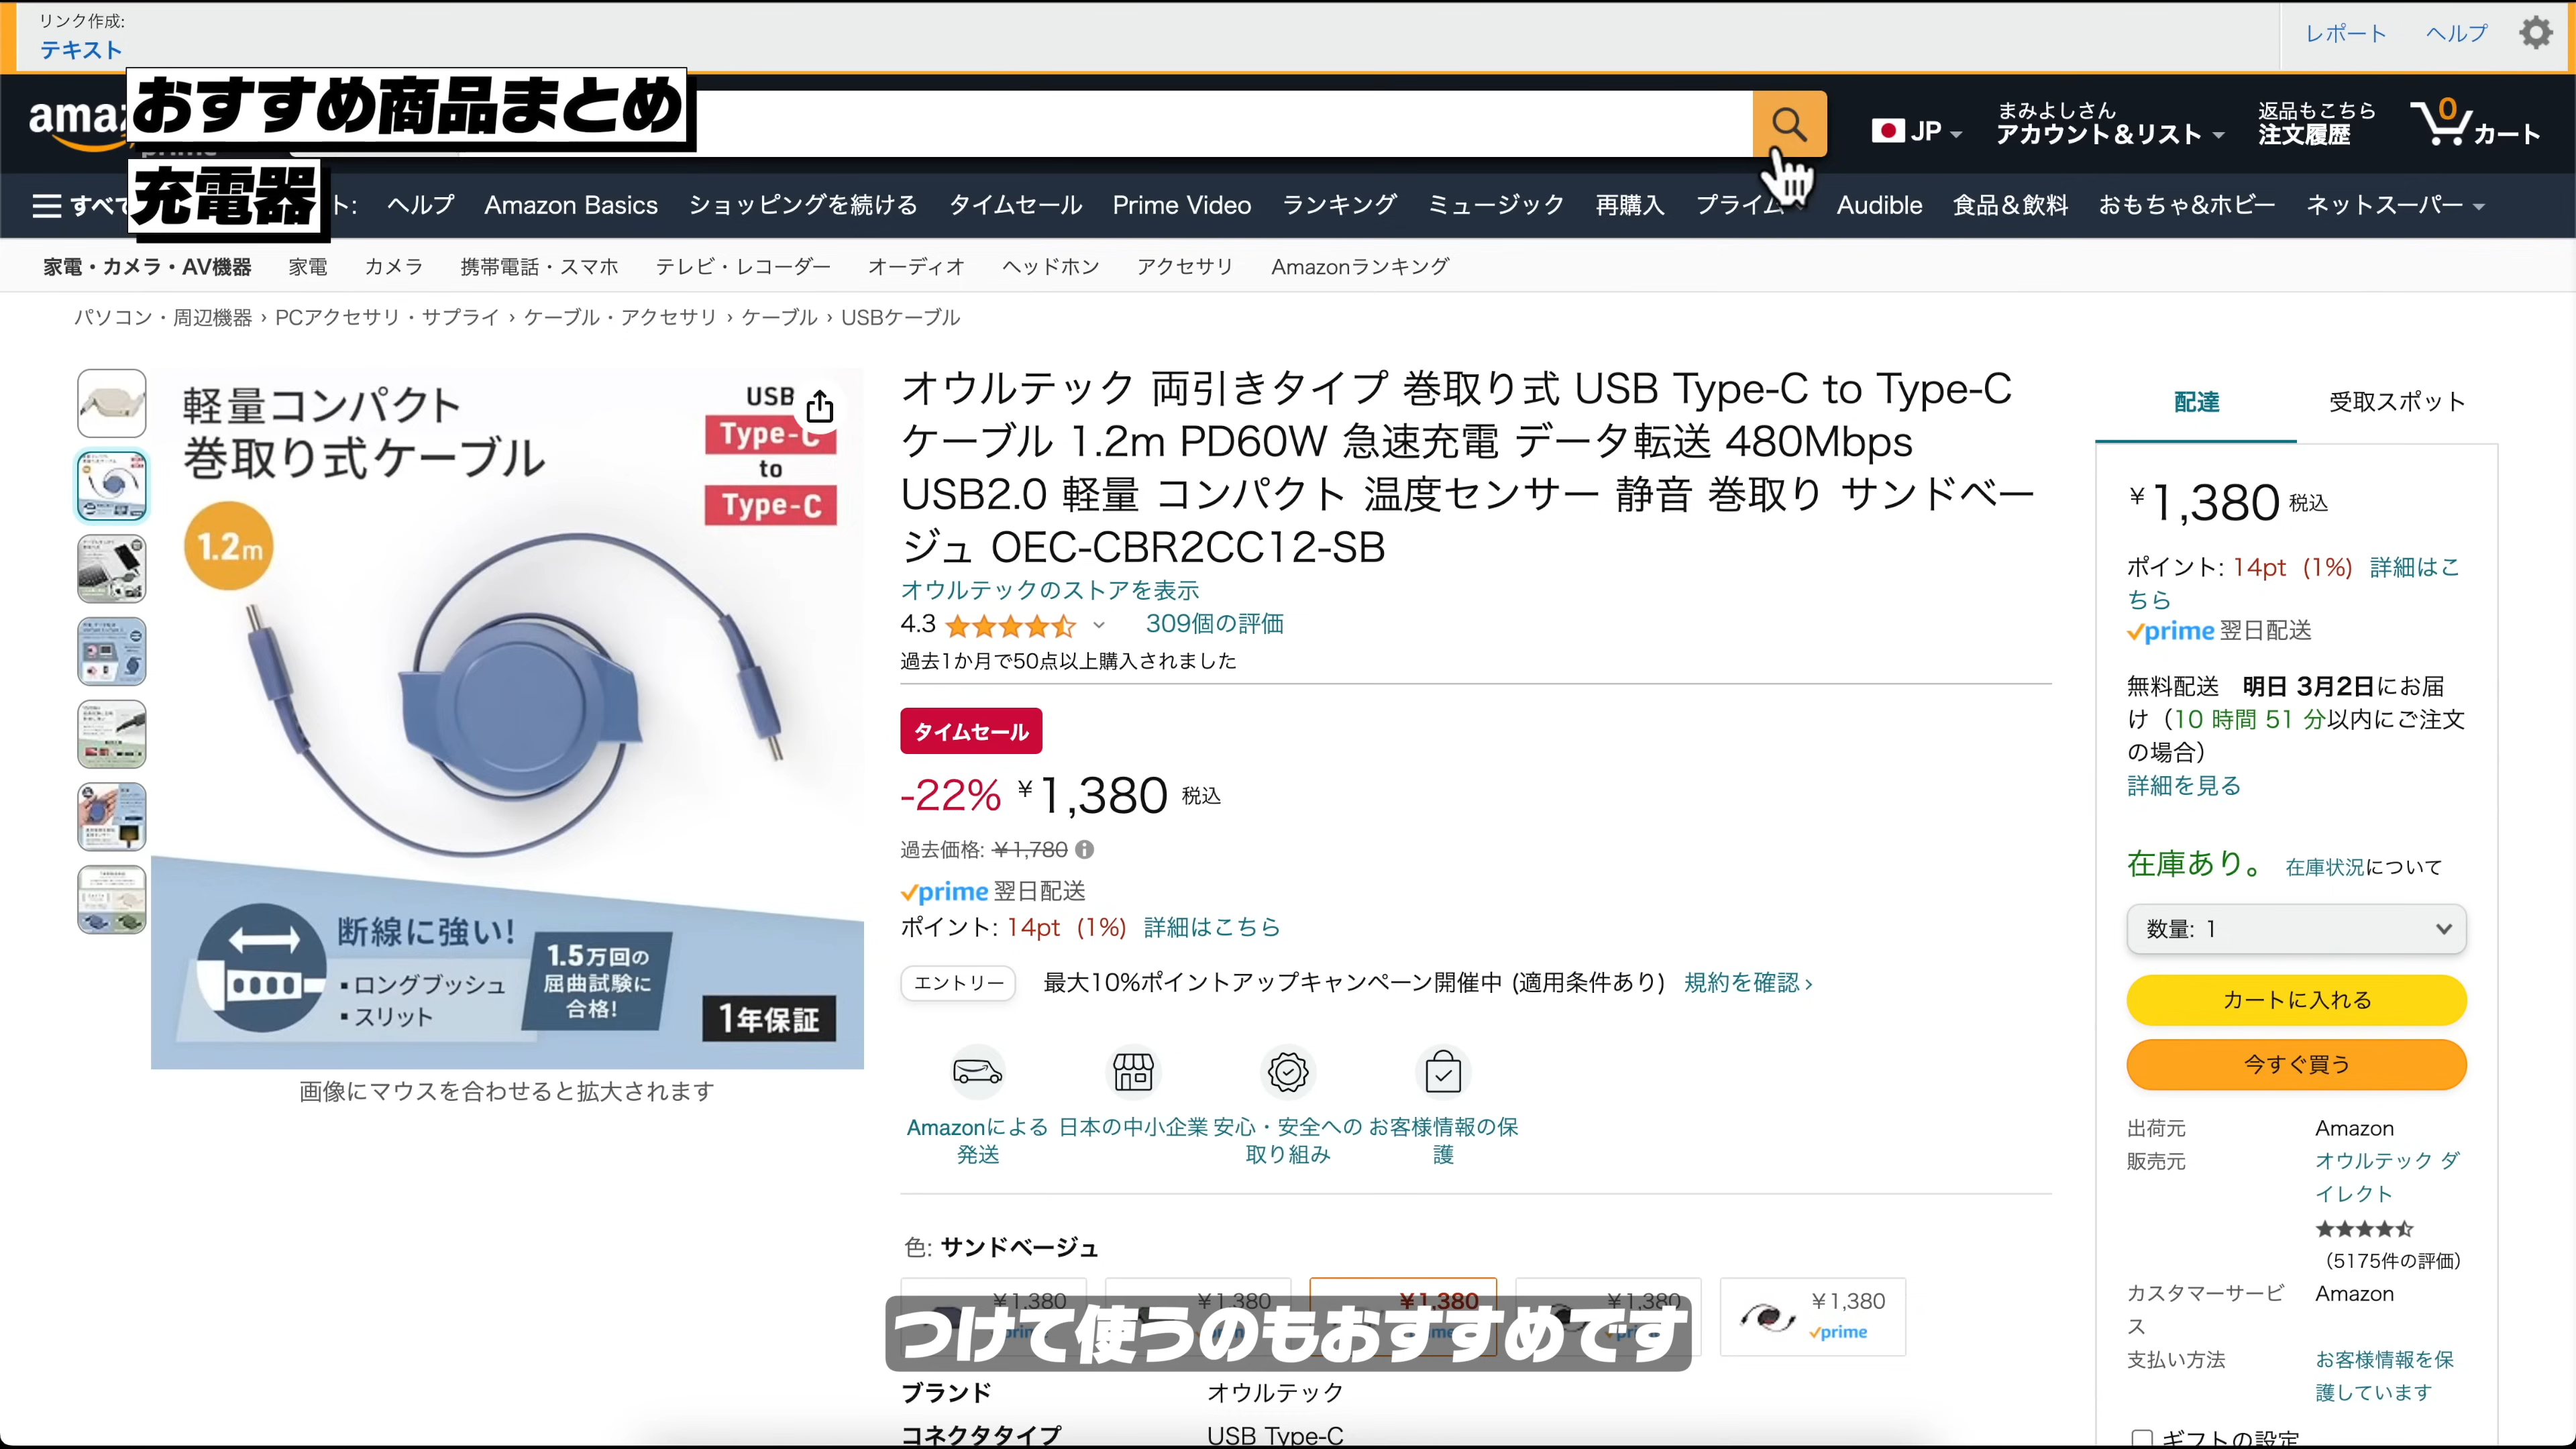 リンク作成:
テキスト
レポート ヘルプ
おすすめ商品まとめ
充電器
JP
まみよしさん
アカウント＆リスト
返品もこちら
注文履歴
0
カート
すべて
ト: ヘルプ Amazon Basics ショッピングを続ける タイムセール Prime Video ランキング ミュージック 再購入 プライム Audible 食品＆飲料 おもちゃ&ホビー ネットスーパー
家電・カメラ・AV機器 家電 カメラ 携帯電話・スマホ テレビ・レコーダー オーディオ ヘッドホン アクセサリ Amazonランキング
パソコン・周辺機器 › PCアクセサリ・サプライ › ケーブル・アクセサリ › ケーブル › USBケーブル
軽量コンパクト
巻取り式ケーブル
USB
Type-C
to
Type-C
1.2m
断線に強い!
▪ロングブッシュ
▪スリット
1.5万回の
屈曲試験に
合格!
1年保証
画像にマウスを合わせると拡大されます
オウルテック 両引きタイプ 巻取り式 USB Type-C to Type-C
ケーブル 1.2m PD60W 急速充電 データ転送 480Mbps
USB2.0 軽量 コンパクト 温度センサー 静音 巻取り サンドベー
ジュ OEC-CBR2CC12-SB
オウルテックのストアを表示
4.3 309個の評価
過去1か月で50点以上購入されました
タイムセール
-22% ¥1,380 税込
過去価格: ¥1,780
prime 翌日配送
ポイント: 14pt (1%) 詳細はこちら
エントリー 最大10%ポイントアップキャンペーン開催中 (適用条件あり) 規約を確認 ›
Amazonによる
発送
日本の中小企業
安心・安全への
取り組み
お客様情報の保
護
色: サンドベージュ
¥1,380 ¥1,380 ¥1,380 ¥1,380 ¥1,380
prime
つけて使うのもおすすめです
ブランド オウルテック
コネクタタイプ USB Type-C
配達 受取スポット
¥1,380 税込
ポイント: 14pt (1%) 詳細はこ
ちら
prime 翌日配送
無料配送 明日 3月2日にお届
け（10 時間 51 分以内にご注文
の場合）
詳細を見る
在庫あり。 在庫状況について
数量: 1
カートに入れる
今すぐ買う
出荷元 Amazon
販売元 オウルテック ダ
イレクト
（5175件の評価）
カスタマーサービ
ス
Amazon
支払い方法 お客様情報を保
護しています
ギフトの設定